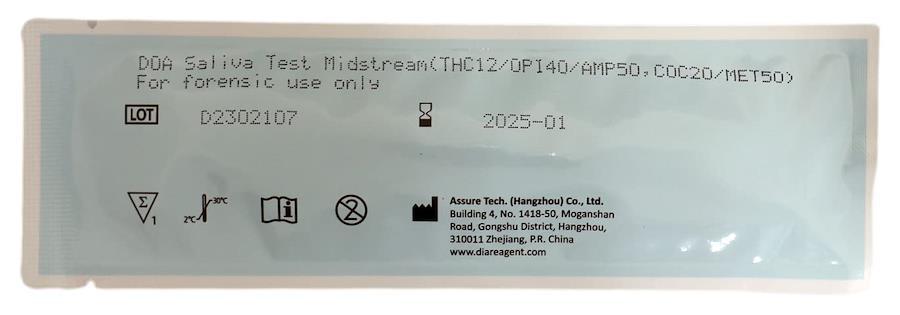 DOA Saliva Test Midstream(THC12/OPI40/AMP50,COC20/MET50)
For forensic use only
LOT D2302107 2025-01
Σ 1 2°C 30°C i 2
Assure Tech. (Hangzhou) Co., Ltd.
Building 4, No. 1418-50, Moganshan
Road, Gongshu District, Hangzhou,
310011 Zhejiang, P.R. China
www.diareagent.com